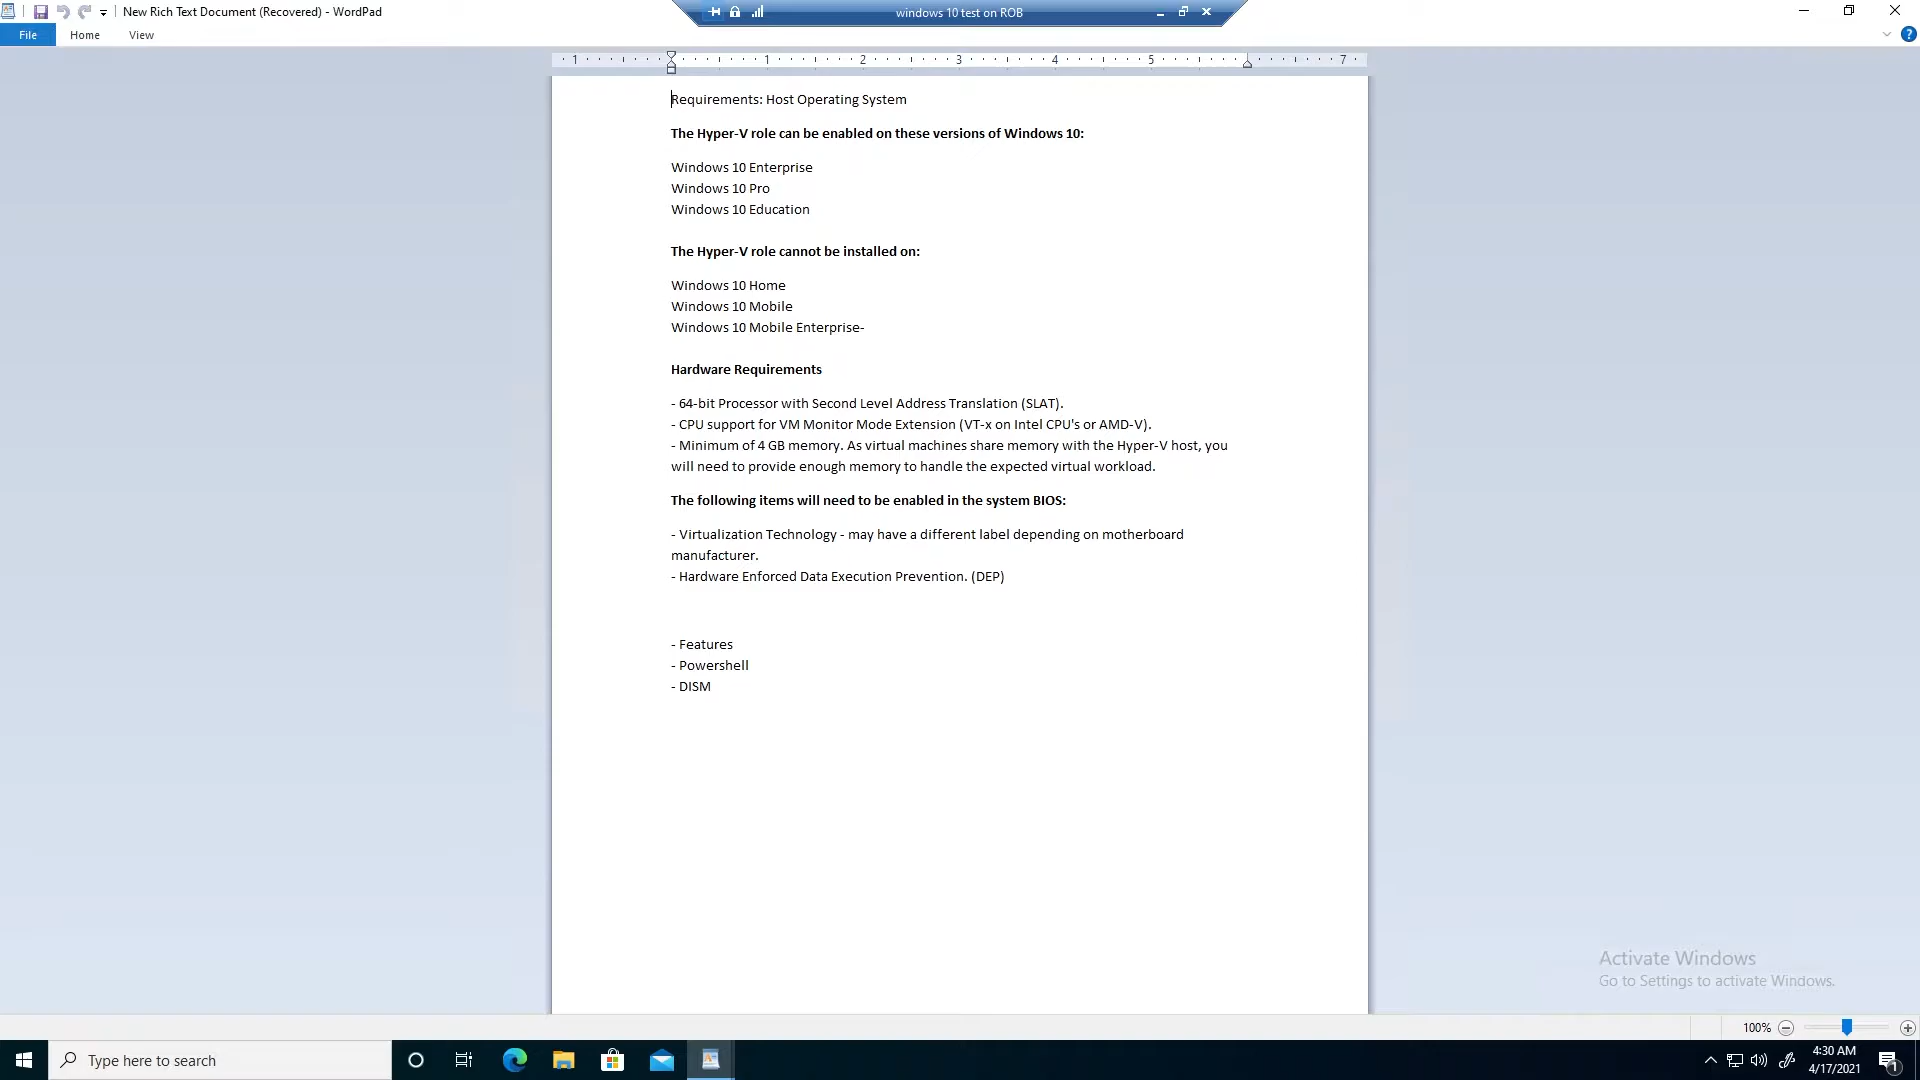 New Rich Text Document (Recovered) - WordPad
windows 10 test on ROB
File Home View
1 1 2 3 4 5 7
Requirements: Host Operating System
The Hyper-V role can be enabled on these versions of Windows 10:
Windows 10 Enterprise
Windows 10 Pro
Windows 10 Education
The Hyper-V role cannot be installed on:
Windows 10 Home
Windows 10 Mobile
Windows 10 Mobile Enterprise-
Hardware Requirements
- 64-bit Processor with Second Level Address Translation (SLAT).
- CPU support for VM Monitor Mode Extension (VT-x on Intel CPU's or AMD-V).
- Minimum of 4 GB memory. As virtual machines share memory with the Hyper-V host, you
will need to provide enough memory to handle the expected virtual workload.
The following items will need to be enabled in the system BIOS:
- Virtualization Technology - may have a different label depending on motherboard
manufacturer.
- Hardware Enforced Data Execution Prevention. (DEP)
- Features
- Powershell
- DISM
Activate Windows
Go to Settings to activate Windows.
100%
Type here to search
4:30 AM
4/17/2021
1